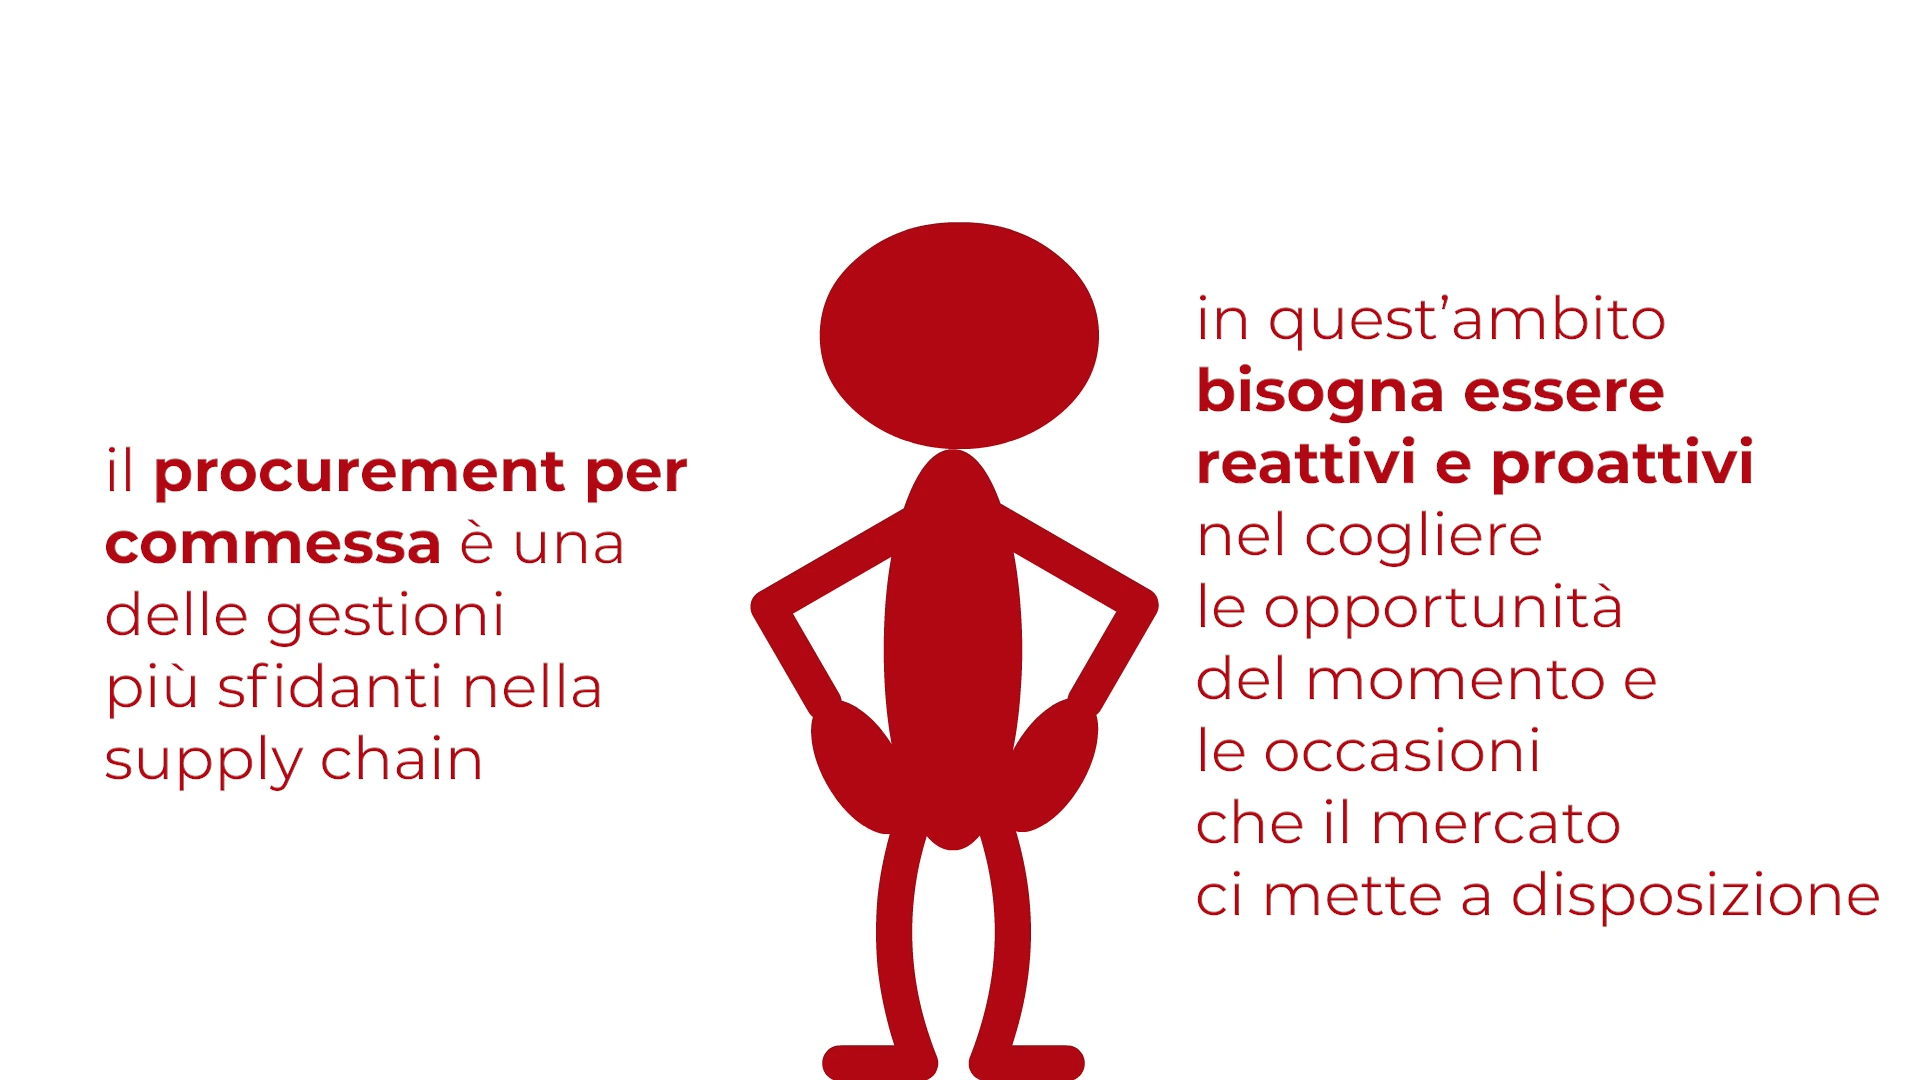 il procurement per
commessa è una
delle gestioni
più sfidanti nella
supply chain
in quest’ambito
bisogna essere
reattivi e proattivi
nel cogliere
le opportunità
del momento e
le occasioni
che il mercato
ci mette a disposizione